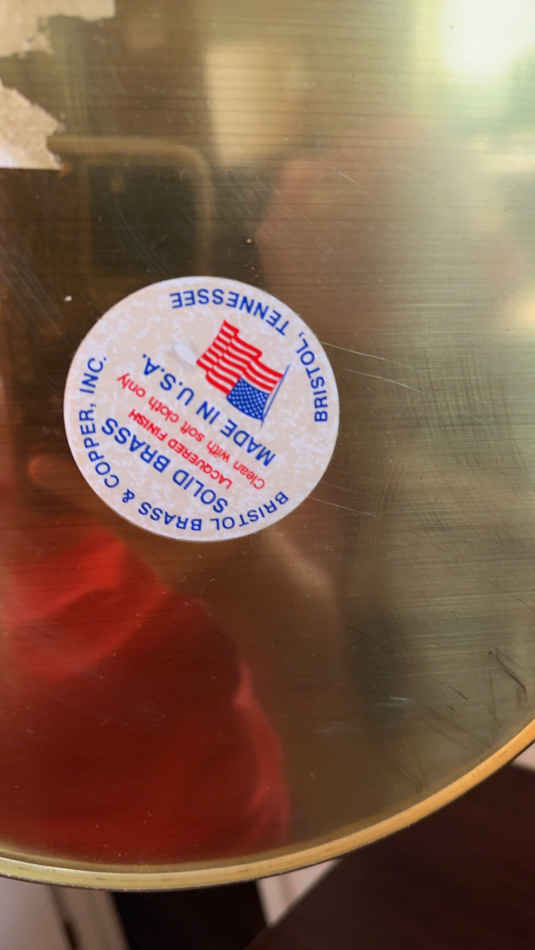 BRISTOL BRASS & COPPER, INC.
SOLID BRASS
LACQUERED FINISH
Clean with soft cloth only
MADE IN U.S.A.
BRISTOL, TENNESSEE